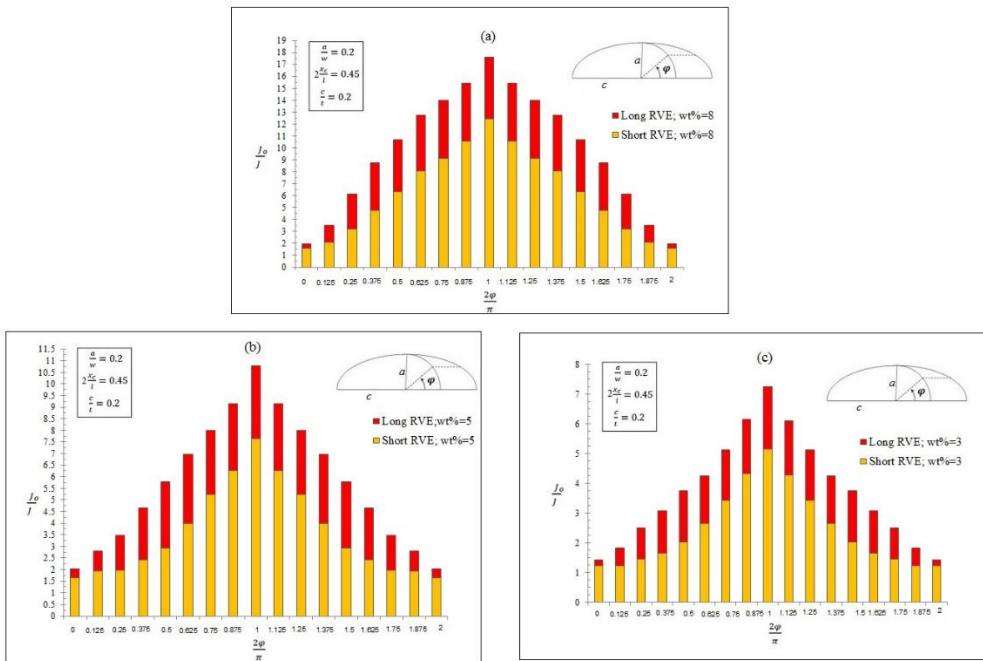 (a)
a/w = 0.2
2 x_c/l = 0.45
c/t = 0.2
a
φ
c
Long RVE; wt%=8
Short RVE; wt%=8
J_o/J
19
18
17
16
15
14
13
12
11
10
9
8
7
6
5
4
3
2
1
0
0 0.125 0.25 0.375 0.5 0.625 0.75 0.875 1 1.125 1.25 1.375 1.5 1.625 1.75 1.875 2
2φ/π
(b)
a/w = 0.2
2 x_c/l = 0.45
c/t = 0.2
a
φ
c
Long RVE;wt%=5
Short RVE; wt%=5
J_o/J
11.5
11
10.5
10
9.5
9
8.5
8
7.5
7
6.5
6
5.5
5
4.5
4
3.5
3
2.5
2
1.5
1
0.5
0
0 0.125 0.25 0.375 0.5 0.625 0.75 0.875 1 1.125 1.25 1.375 1.5 1.625 1.75 1.875 2
2φ/π
(c)
a/w = 0.2
2 x_c/l = 0.45
c/t = 0.2
a
φ
c
Long RVE; wt%=3
Short RVE; wt%=3
J_o/J
8
7
6
5
4
3
2
1
0
0 0.125 0.25 0.375 0.5 0.625 0.75 0.875 1 1.125 1.25 1.375 1.5 1.625 1.75 1.875 2
2φ/π